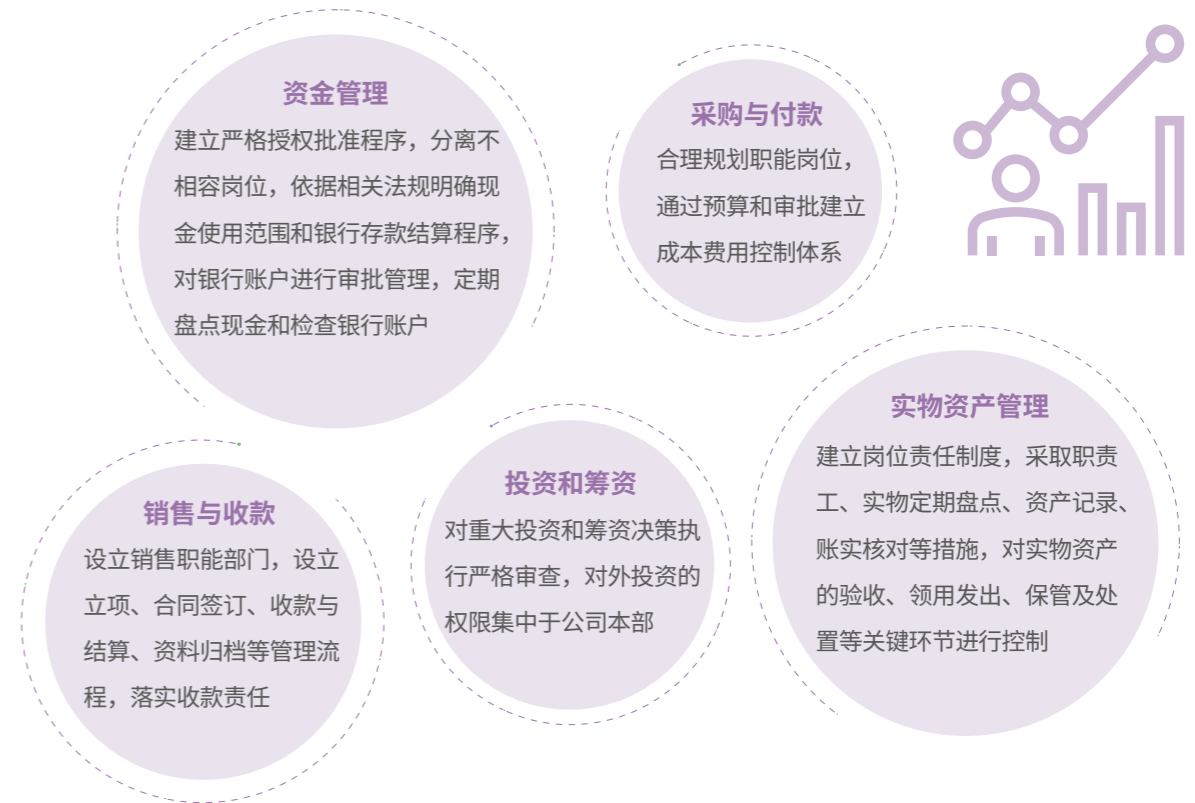 资金管理
建立严格授权批准程序，分离不
相容岗位，依据相关法规明确现
金使用范围和银行存款结算程序，
对银行账户进行审批管理，定期
盘点现金和检查银行账户
采购与付款
合理规划职能岗位，
通过预算和审批建立
成本费用控制体系
销售与收款
设立销售职能部门，设立
立项、合同签订、收款与
结算、资料归档等管理流
程，落实收款责任
投资和筹资
对重大投资和筹资决策执
行严格审查，对外投资的
权限集中于公司本部
实物资产管理
建立岗位责任制度，采取职责
工、实物定期盘点、资产记录、
账实核对等措施，对实物资产
的验收、领用发出、保管及处
置等关键环节进行控制